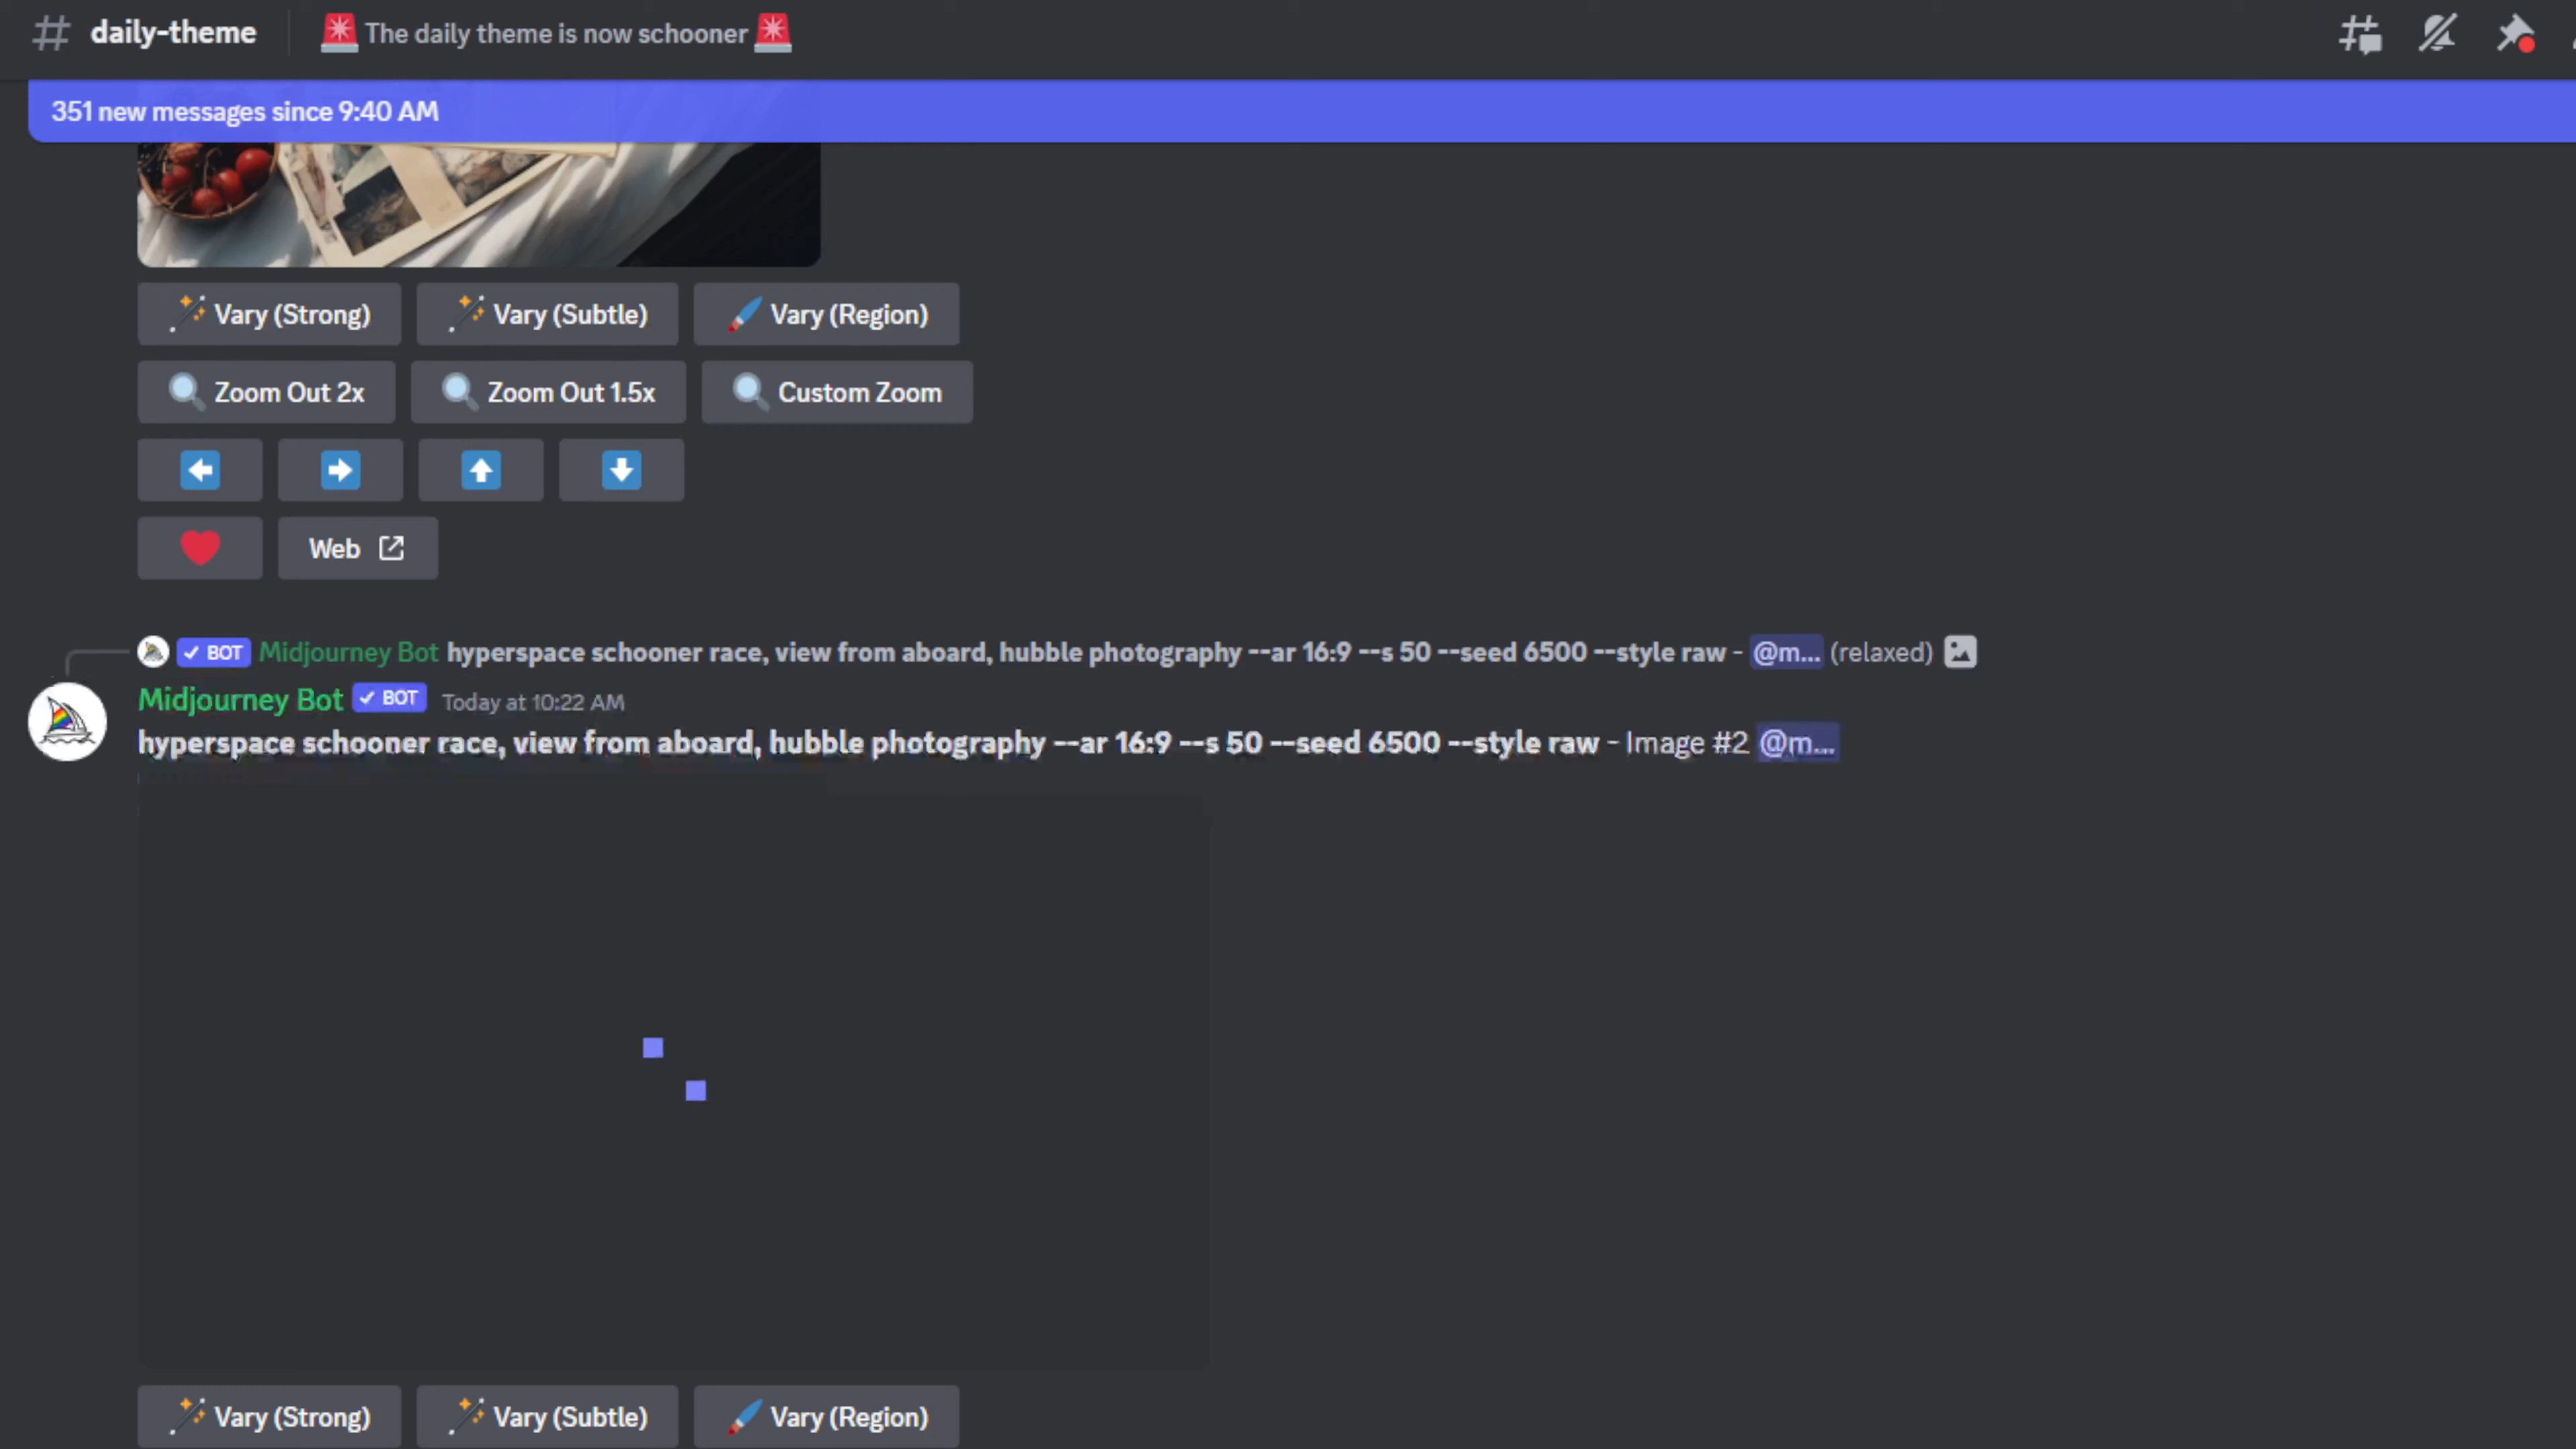 daily-theme
The daily theme is now schooner
351 new messages since 9:40 AM
Vary (Strong) Vary (Subtle) Vary (Region)
Zoom Out 2x Zoom Out 1.5x Custom Zoom
Web
BOT Midjourney Bot hyperspace schooner race, view from aboard, hubble photography --ar 16:9 --s 50 --seed 6500 --style raw - @m... (relaxed)
Midjourney Bot BOT Today at 10:22 AM
hyperspace schooner race, view from aboard, hubble photography --ar 16:9 --s 50 --seed 6500 --style raw - Image #2 @m...
Vary (Strong) Vary (Subtle) Vary (Region)